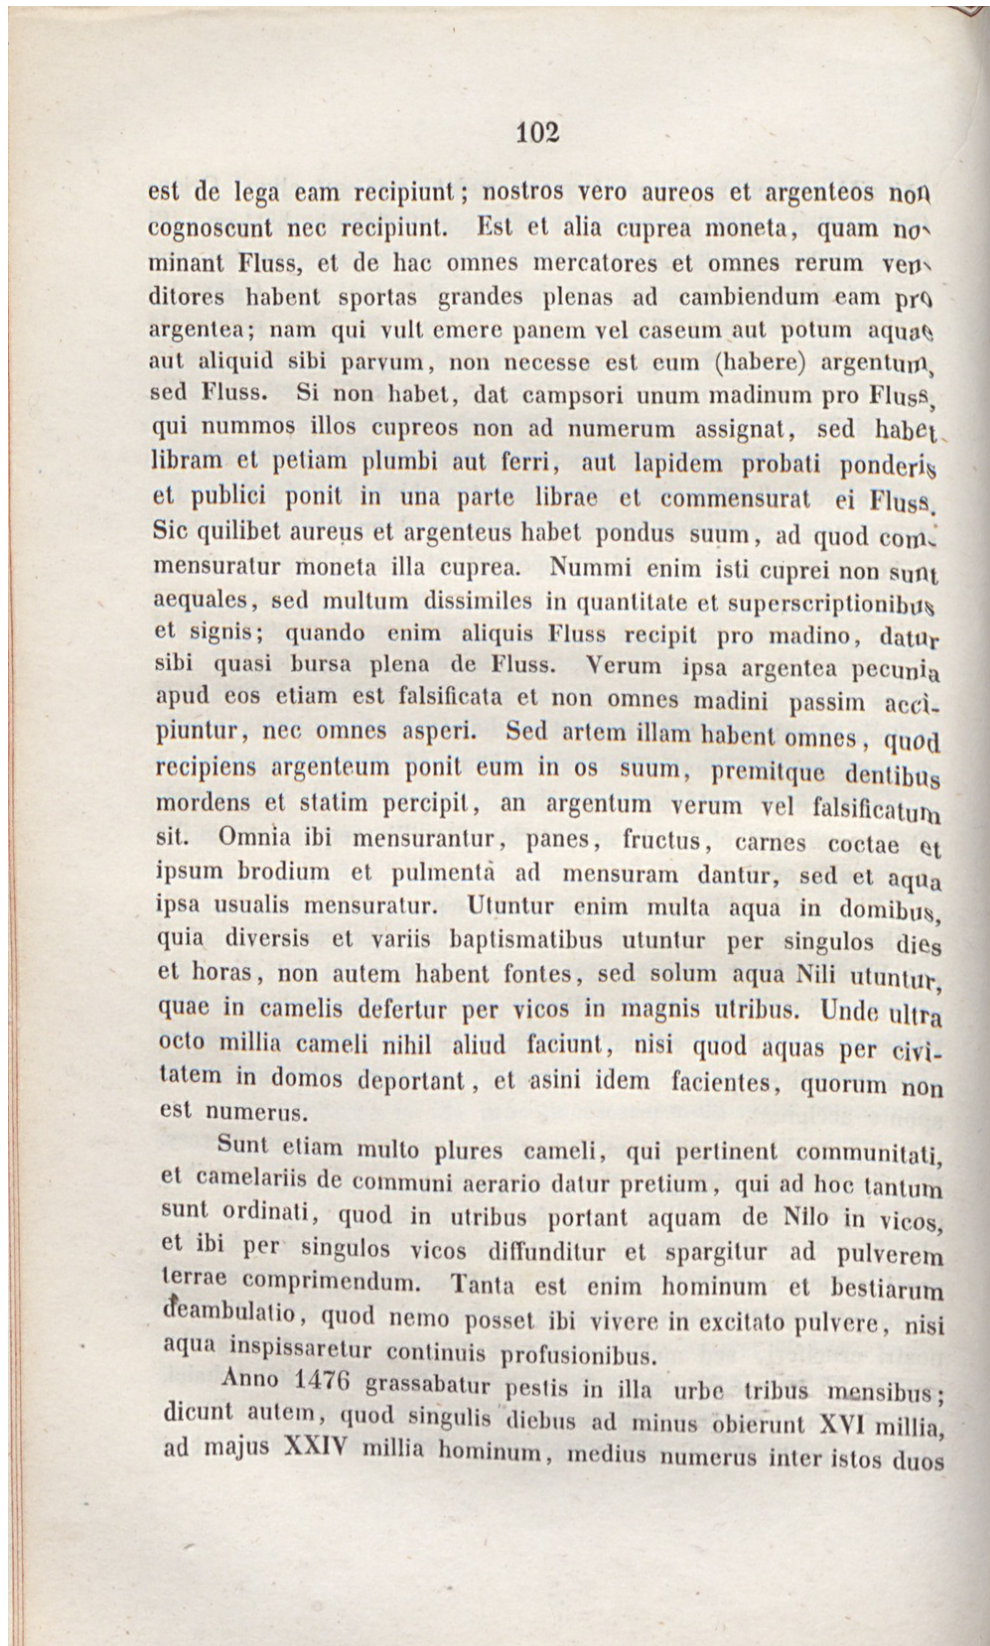 102
est de lega eam recipiunt; nostros vero aureos et argenteos non
cognoscunt nec recipiunt. Est et alia cuprea moneta, quam no-
minant Fluss, et de hac omnes mercatores et omnes rerum ven-
ditores habent sportas grandes plenas ad cambiendum eam pro
argentea; nam qui vult emere panem vel caseum aut potum aquae
aut aliquid sibi parvum, non necesse est eum (habere) argentum,
sed Fluss. Si non habet, dat campsori unum madinum pro Fluss,
qui nummos illos cupreos non ad numerum assignat, sed habet
libram et petiam plumbi aut ferri, aut lapidem probati ponderis
et publici ponit in una parte librae et commensurat ei Fluss.
Sic quilibet aureus et argenteus habet pondus suum, ad quod com-
mensuratur moneta illa cuprea. Nummi enim isti cuprei non sunt
aequales, sed multum dissimiles in quantitate et superscriptionibus
et signis; quando enim aliquis Fluss recipit pro madino, datur
sibi quasi bursa plena de Fluss. Verum ipsa argentea pecunia
apud eos etiam est falsificata et non omnes madini passim acci-
piuntur, nec omnes asperi. Sed artem illam habent omnes, quod
recipiens argenteum ponit eum in os suum, premitque dentibus
mordens et statim percipit, an argentum verum vel falsificatum
sit. Omnia ibi mensurantur, panes, fructus, carnes coctae et
ipsum brodium et pulmenta ad mensuram dantur, sed et aqua
ipsa usualis mensuratur. Utuntur enim multa aqua in domibus,
quia diversis et variis baptismatibus utuntur per singulos dies
et horas, non autem habent fontes, sed solum aqua Nili utuntur,
quae in camelis defertur per vicos in magnis utribus. Unde ultra
octo millia cameli nihil aliud faciunt, nisi quod aquas per civi-
tatem in domos deportant, et asini idem facientes, quorum non
est numerus.
Sunt etiam multo plures cameli, qui pertinent communitati,
et camelariis de communi aerario datur pretium, qui ad hoc tantum
sunt ordinati, quod in utribus portant aquam de Nilo in vicos,
et ibi per singulos vicos diffunditur et spargitur ad pulverem
terrae comprimendum. Tanta est enim hominum et bestiarum
deambulatio, quod nemo posset ibi vivere in excitato pulvere, nisi
aqua inspissaretur continuis profusionibus.
Anno 1476 grassabatur pestis in illa urbe tribus mensibus;
dicunt autem, quod singulis diebus ad minus obierunt XVI millia,
ad majus XXIV millia hominum, medius numerus inter istos duos